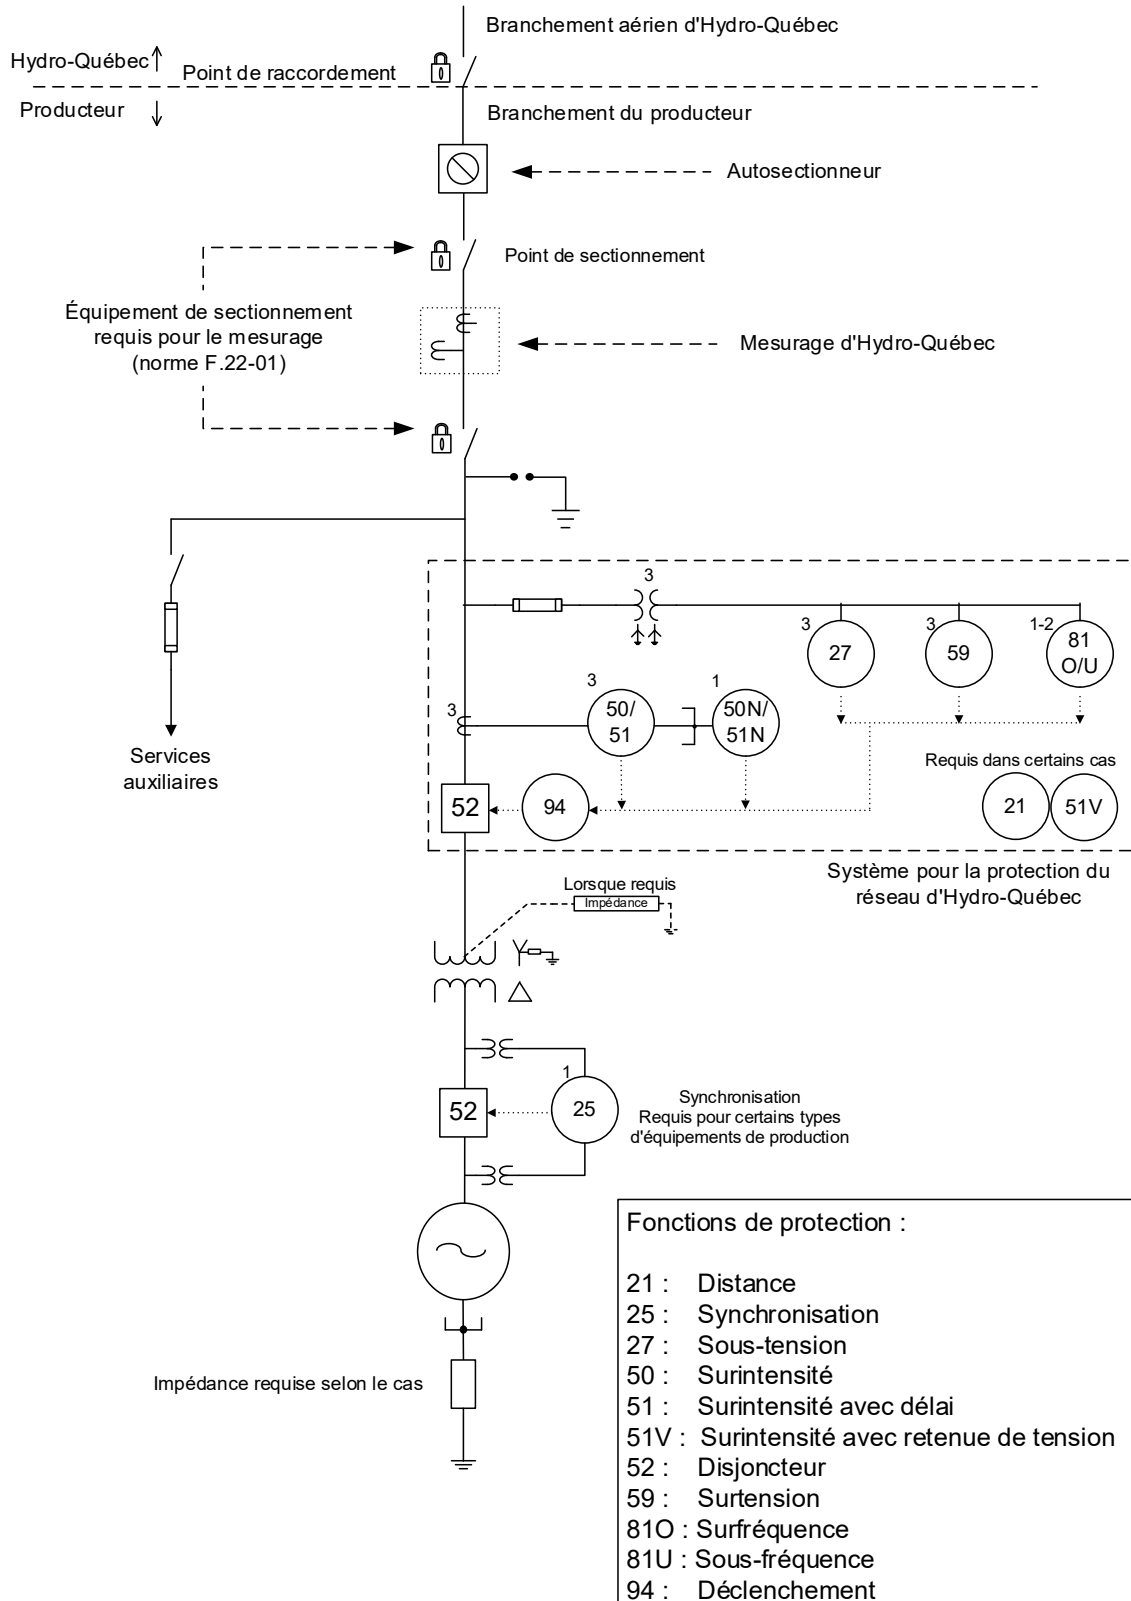 Branchement aérien d'Hydro-Québec
Hydro-Québec
Point de raccordement
Producteur
Branchement du producteur
Autosectionneur
Point de sectionnement
Équipement de sectionnement
requis pour le mesurage
(norme F.22-01)
Mesurage d'Hydro-Québec
Services
auxiliaires
3
3
27
3
59
1-2
81
O/U
3
3
50/
51
1
50N/
51N
Requis dans certains cas
21
51V
52
94
Système pour la protection du
réseau d'Hydro-Québec
Lorsque requis
Impédance
1
25
52
Synchronisation
Requis pour certains types
d'équipements de production
Impédance requise selon le cas
Fonctions de protection :
21 : Distance
25 : Synchronisation
27 : Sous-tension
50 : Surintensité
51 : Surintensité avec délai
51V : Surintensité avec retenue de tension
52 : Disjoncteur
59 : Surtension
81O : Surfréquence
81U : Sous-fréquence
94 : Déclenchement